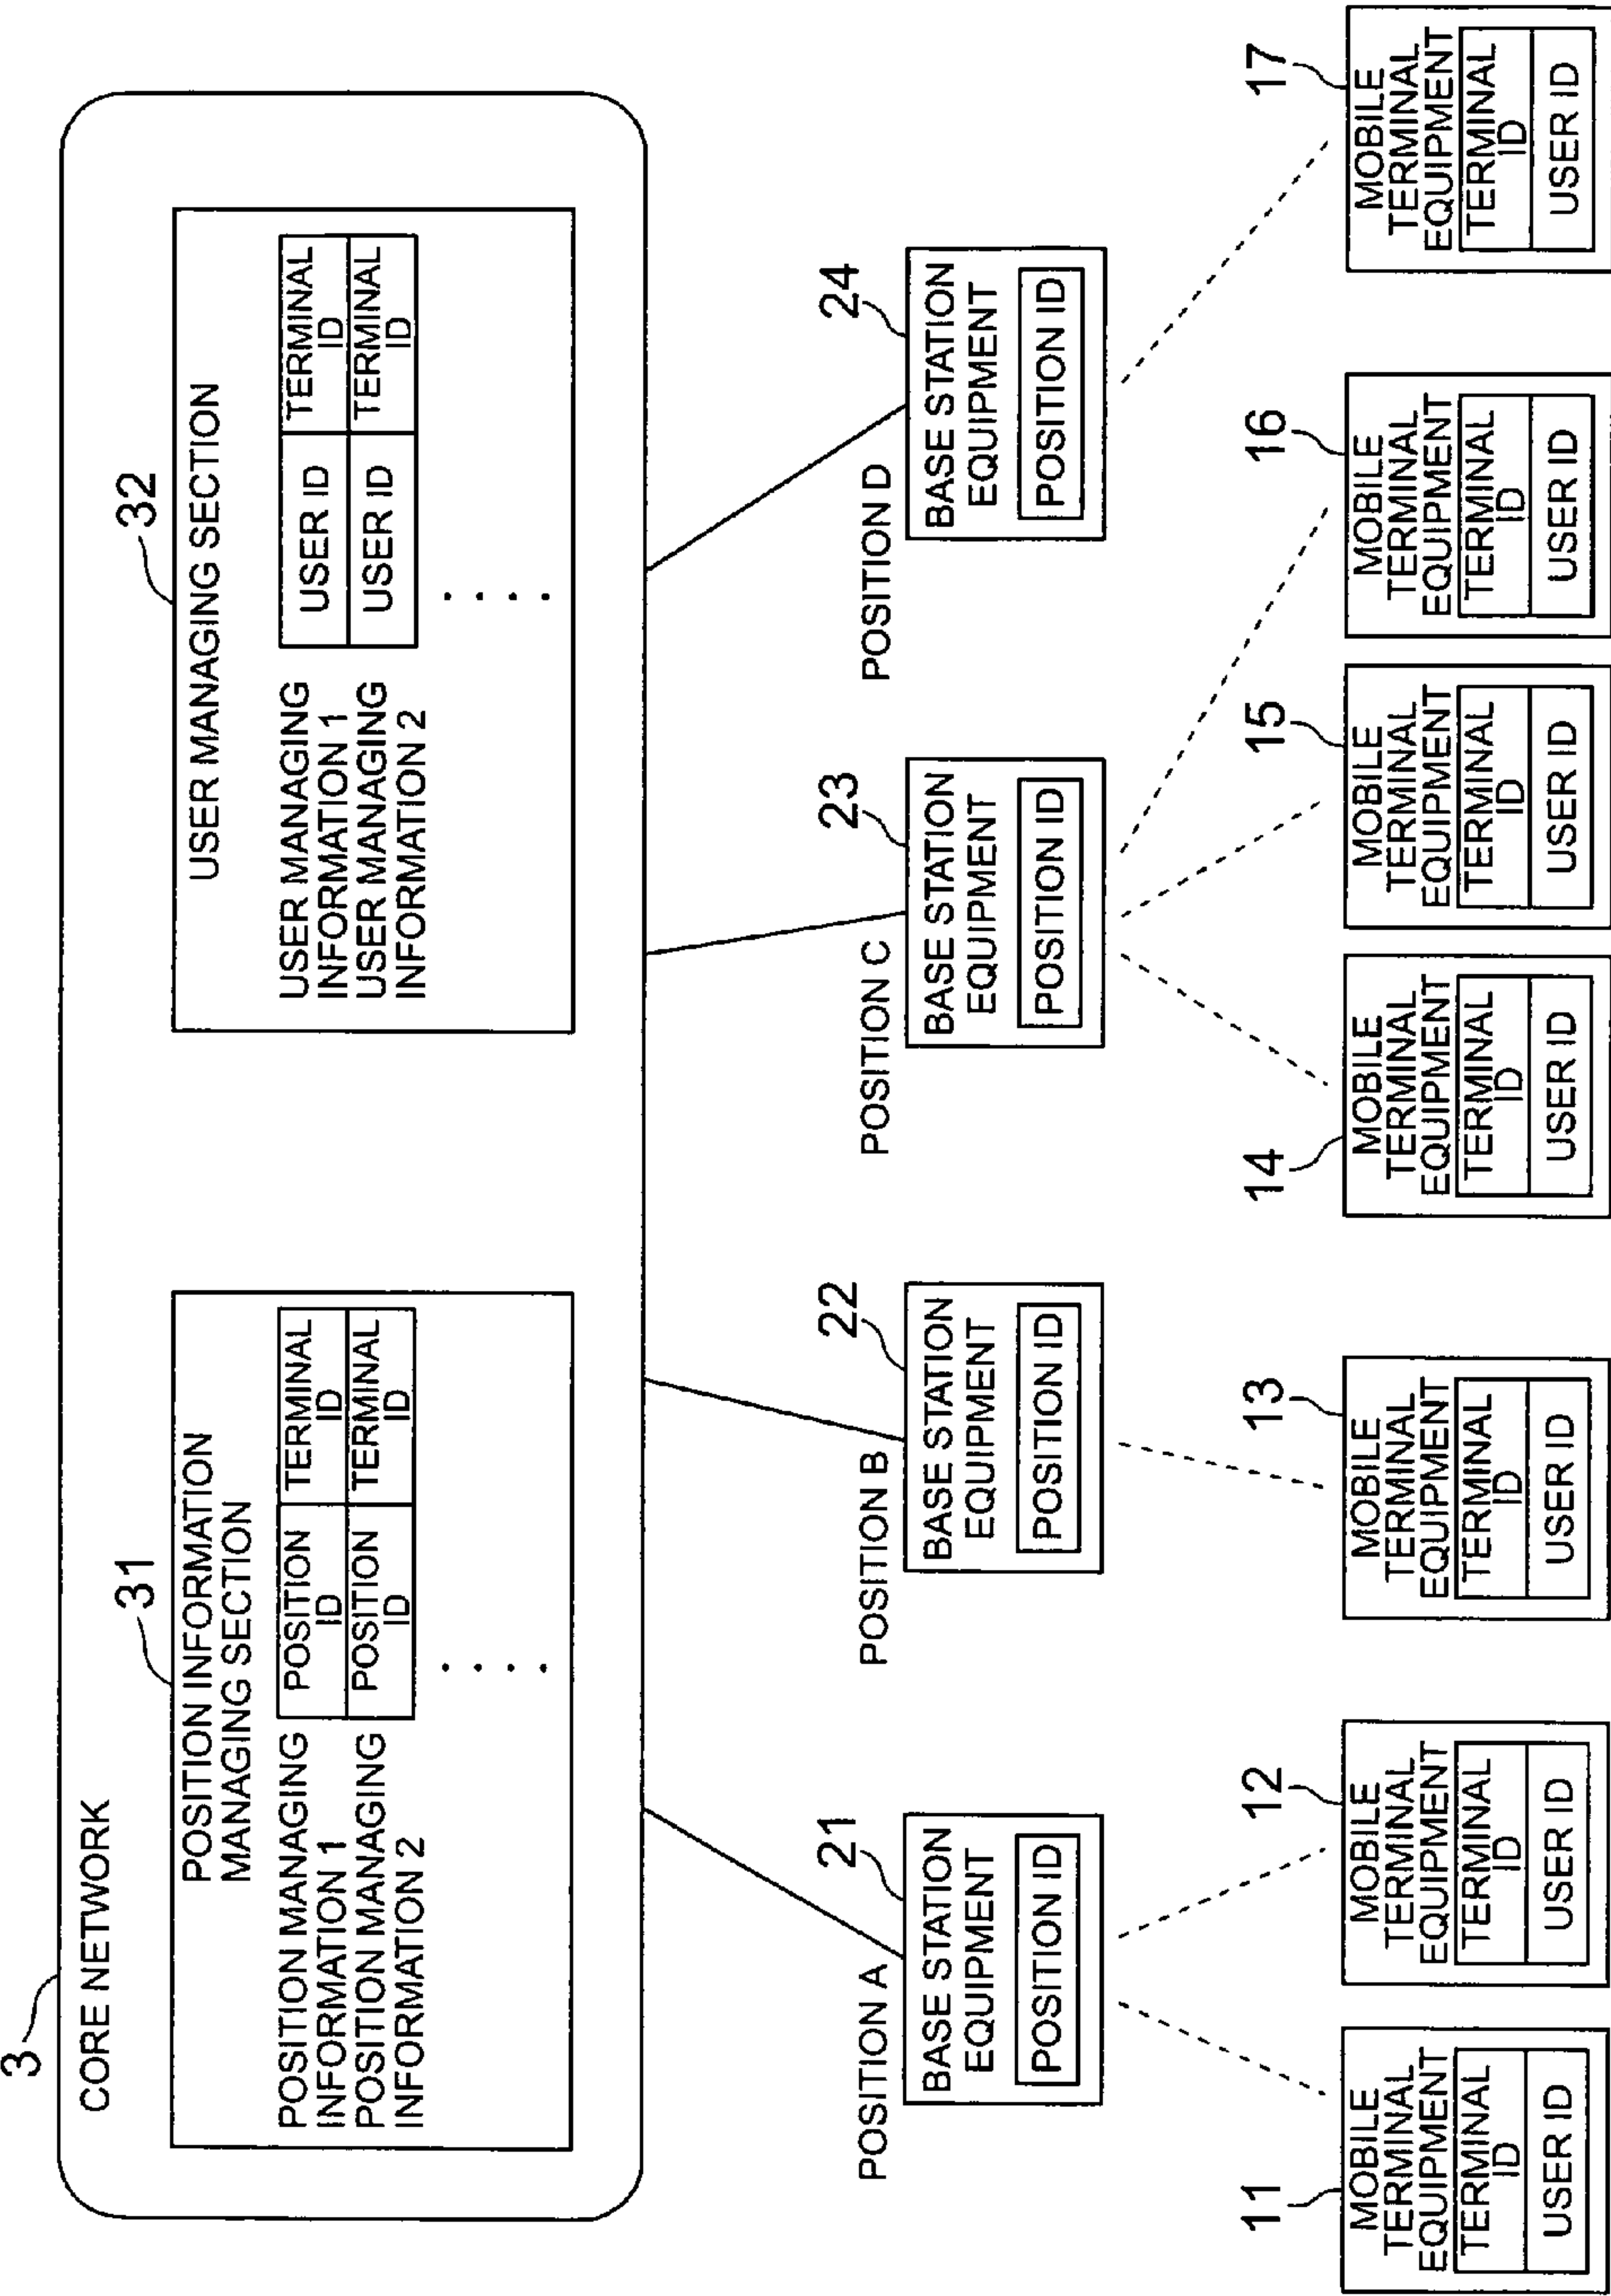 3
CORE NETWORK
31
POSITION INFORMATION
MANAGING SECTION
POSITION MANAGING
INFORMATION 1
POSITION MANAGING
INFORMATION 2
POSITION
ID
TERMINAL
ID
POSITION
ID
TERMINAL
ID
. . . .
32
USER MANAGING SECTION
USER MANAGING
INFORMATION 1
USER MANAGING
INFORMATION 2
USER ID
TERMINAL
ID
USER ID
TERMINAL
ID
. . . .
POSITION A
21
BASE STATION
EQUIPMENT
POSITION ID
POSITION B
22
BASE STATION
EQUIPMENT
POSITION ID
POSITION C
23
BASE STATION
EQUIPMENT
POSITION ID
POSITION D
24
BASE STATION
EQUIPMENT
POSITION ID
11
MOBILE
TERMINAL
EQUIPMENT
TERMINAL
ID
USER ID
12
MOBILE
TERMINAL
EQUIPMENT
TERMINAL
ID
USER ID
13
MOBILE
TERMINAL
EQUIPMENT
TERMINAL
ID
USER ID
14
MOBILE
TERMINAL
EQUIPMENT
TERMINAL
ID
USER ID
15
MOBILE
TERMINAL
EQUIPMENT
TERMINAL
ID
USER ID
16
MOBILE
TERMINAL
EQUIPMENT
TERMINAL
ID
USER ID
17
MOBILE
TERMINAL
EQUIPMENT
TERMINAL
ID
USER ID